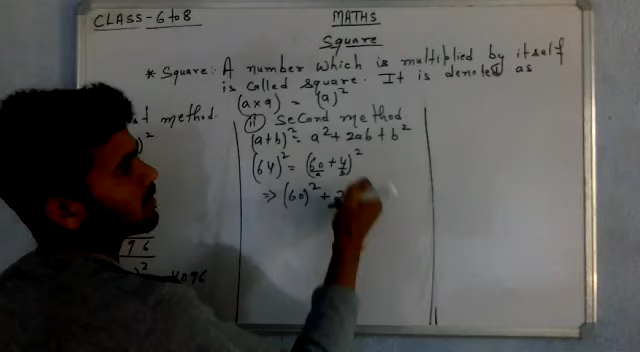 CLASS-6 to 8
MATHS
Square
* Square: A number which is multiplied by itself
is called square. It is denoted as
(a×a) = (a)²
st method.
)²
96
)² 4096
(ii) Second method
(a+b)² = a² + 2ab + b²
(64)² = (60 + 4)²
a
⇒ (60)² + 2